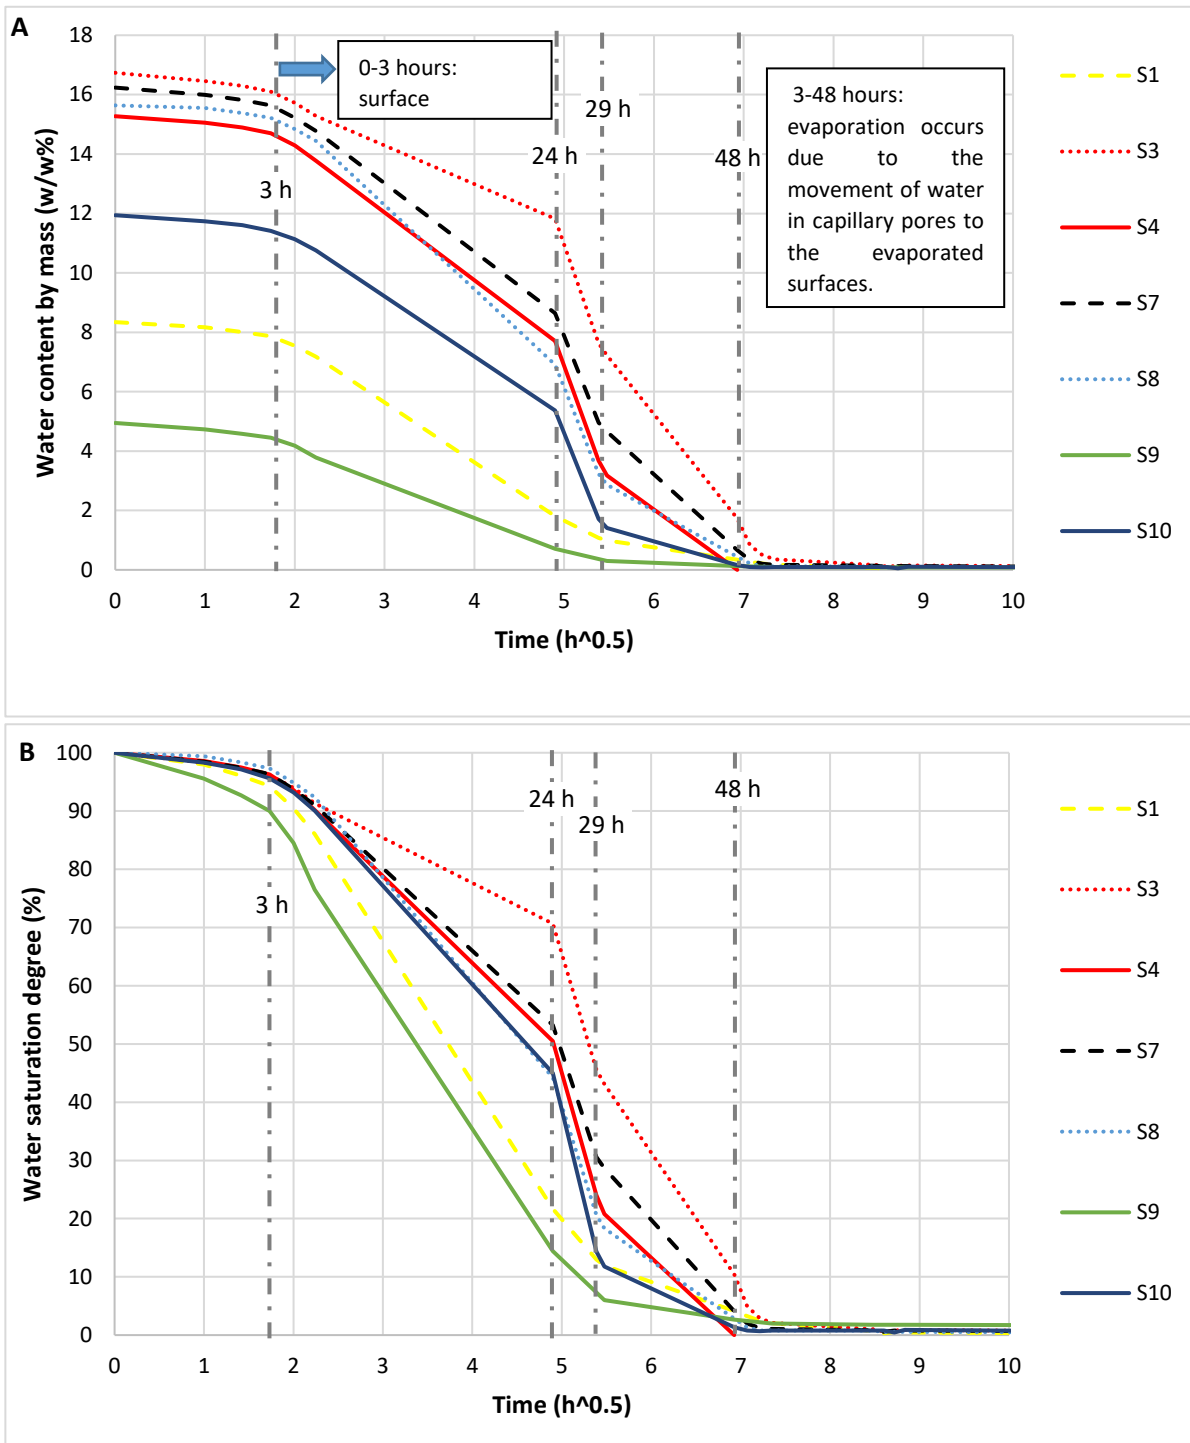 A
18
16
14
12
10
8
6
4
2
0
Water content by mass (w/w%)
0-3 hours:
surface
3-48 hours:
evaporation occurs
due to the
movement of water
in capillary pores to
the evaporated
surfaces.
3 h
24 h
29 h
48 h
0 1 2 3 4 5 6 7 8 9 10
Time (h^0.5)
S1
S3
S4
S7
S8
S9
S10
B
100
90
80
70
60
50
40
30
20
10
0
Water saturation degree (%)
3 h
24 h
29 h
48 h
0 1 2 3 4 5 6 7 8 9 10
Time (h^0.5)
S1
S3
S4
S7
S8
S9
S10